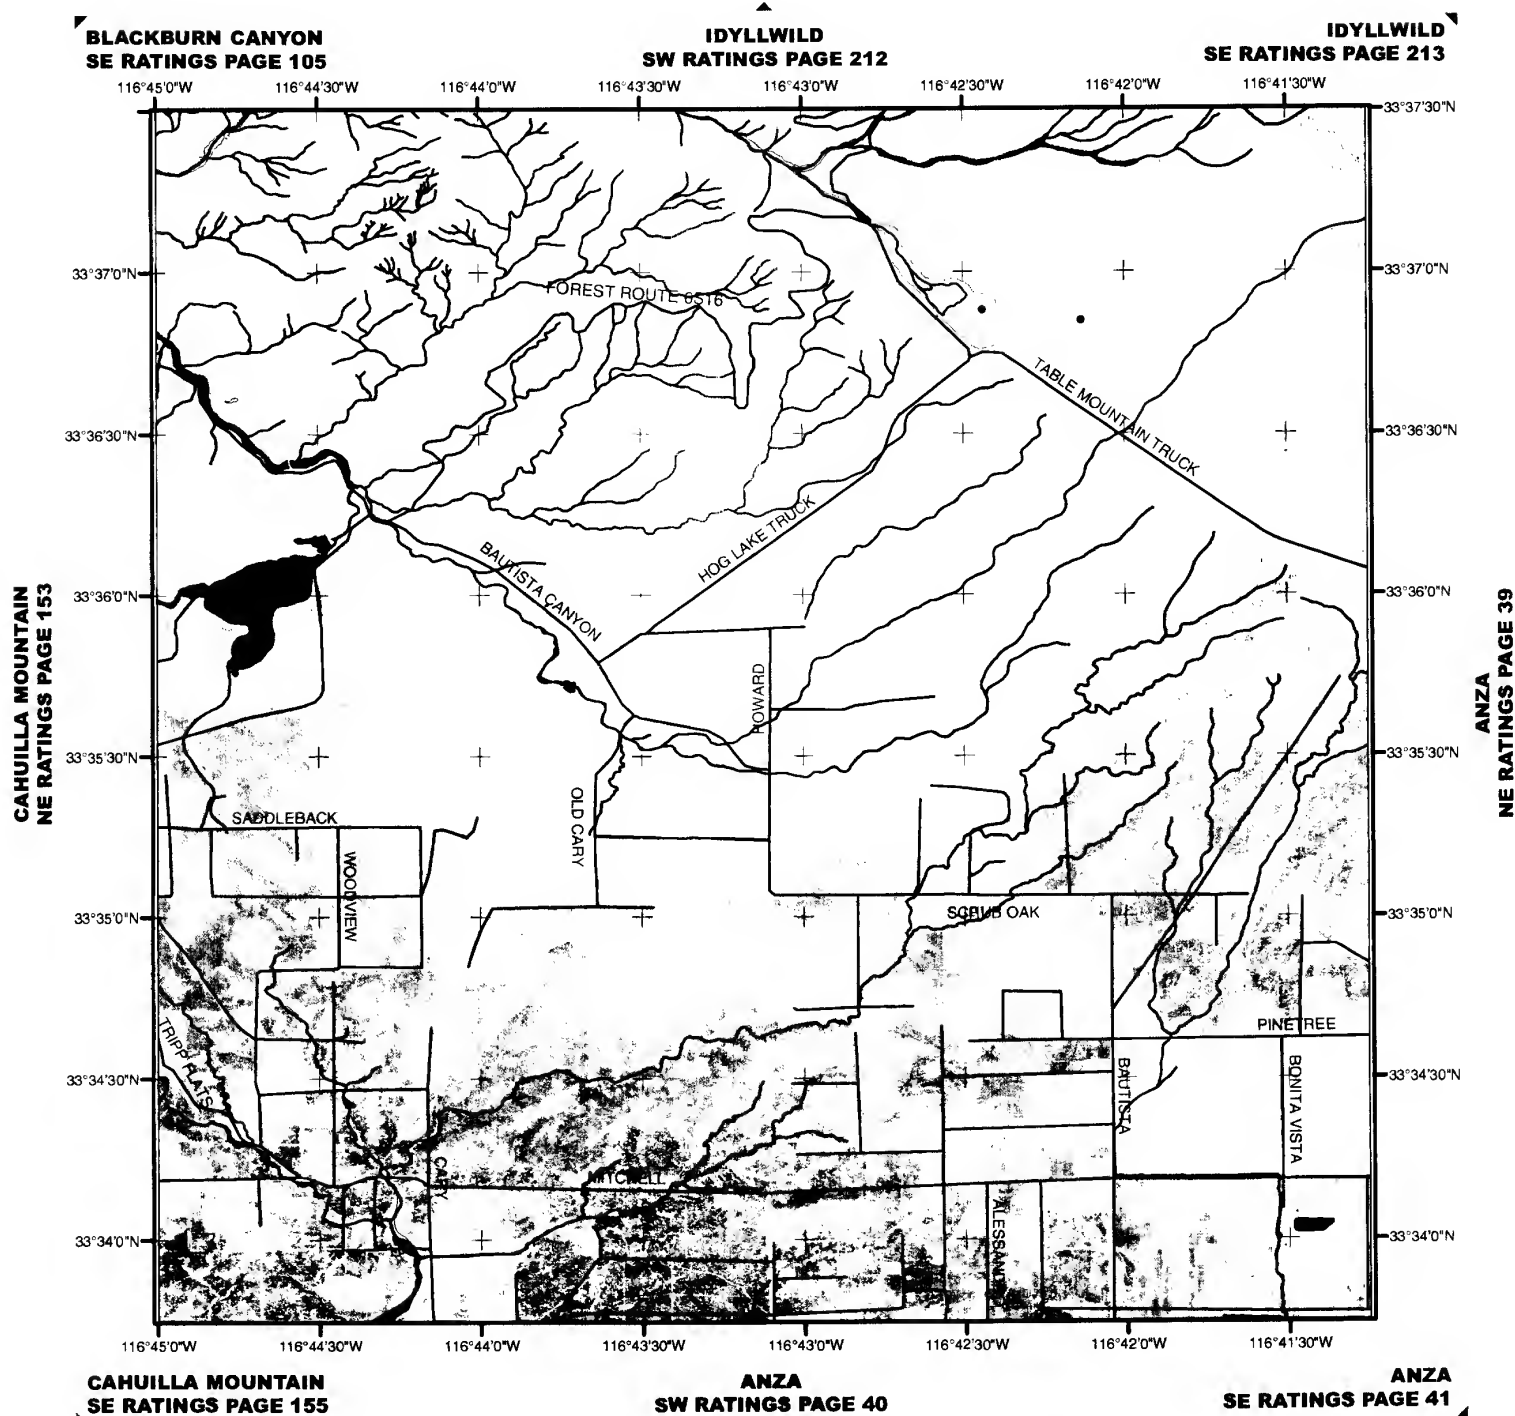 BLACKBURN CANYON
SE RATINGS PAGE 105
IDYLLWILD
SW RATINGS PAGE 212
IDYLLWILD
SE RATINGS PAGE 213
116°45'0"W
116°44'30"W
116°44'0"W
116°43'30"W
116°43'0"W
116°42'30"W
116°42'0"W
116°41'30"W
33°37'30"N
33°37'0"N
33°37'0"N
FOREST ROUTE 6S16
TABLE MOUNTAIN TRUCK
33°36'30"N
33°36'30"N
HOG LAKE TRUCK
BAUTISTA CANYON
33°36'0"N
33°36'0"N
CAHUILLA MOUNTAIN
NE RATINGS PAGE 153
ANZA
NE RATINGS PAGE 39
HOWARD
33°35'30"N
33°35'30"N
SADDLEBACK
OLD CARY
WOODVIEW
33°35'0"N
SCRUB OAK
33°35'0"N
TRIPP FLATS
PINETREE
33°34'30"N
33°34'30"N
BAUTISTA
BONITA VISTA
CARY
MITCHELL
ALESSANDRO
33°34'0"N
33°34'0"N
116°45'0"W
116°44'30"W
116°44'0"W
116°43'30"W
116°43'0"W
116°42'30"W
116°42'0"W
116°41'30"W
CAHUILLA MOUNTAIN
SE RATINGS PAGE 155
ANZA
SW RATINGS PAGE 40
ANZA
SE RATINGS PAGE 41